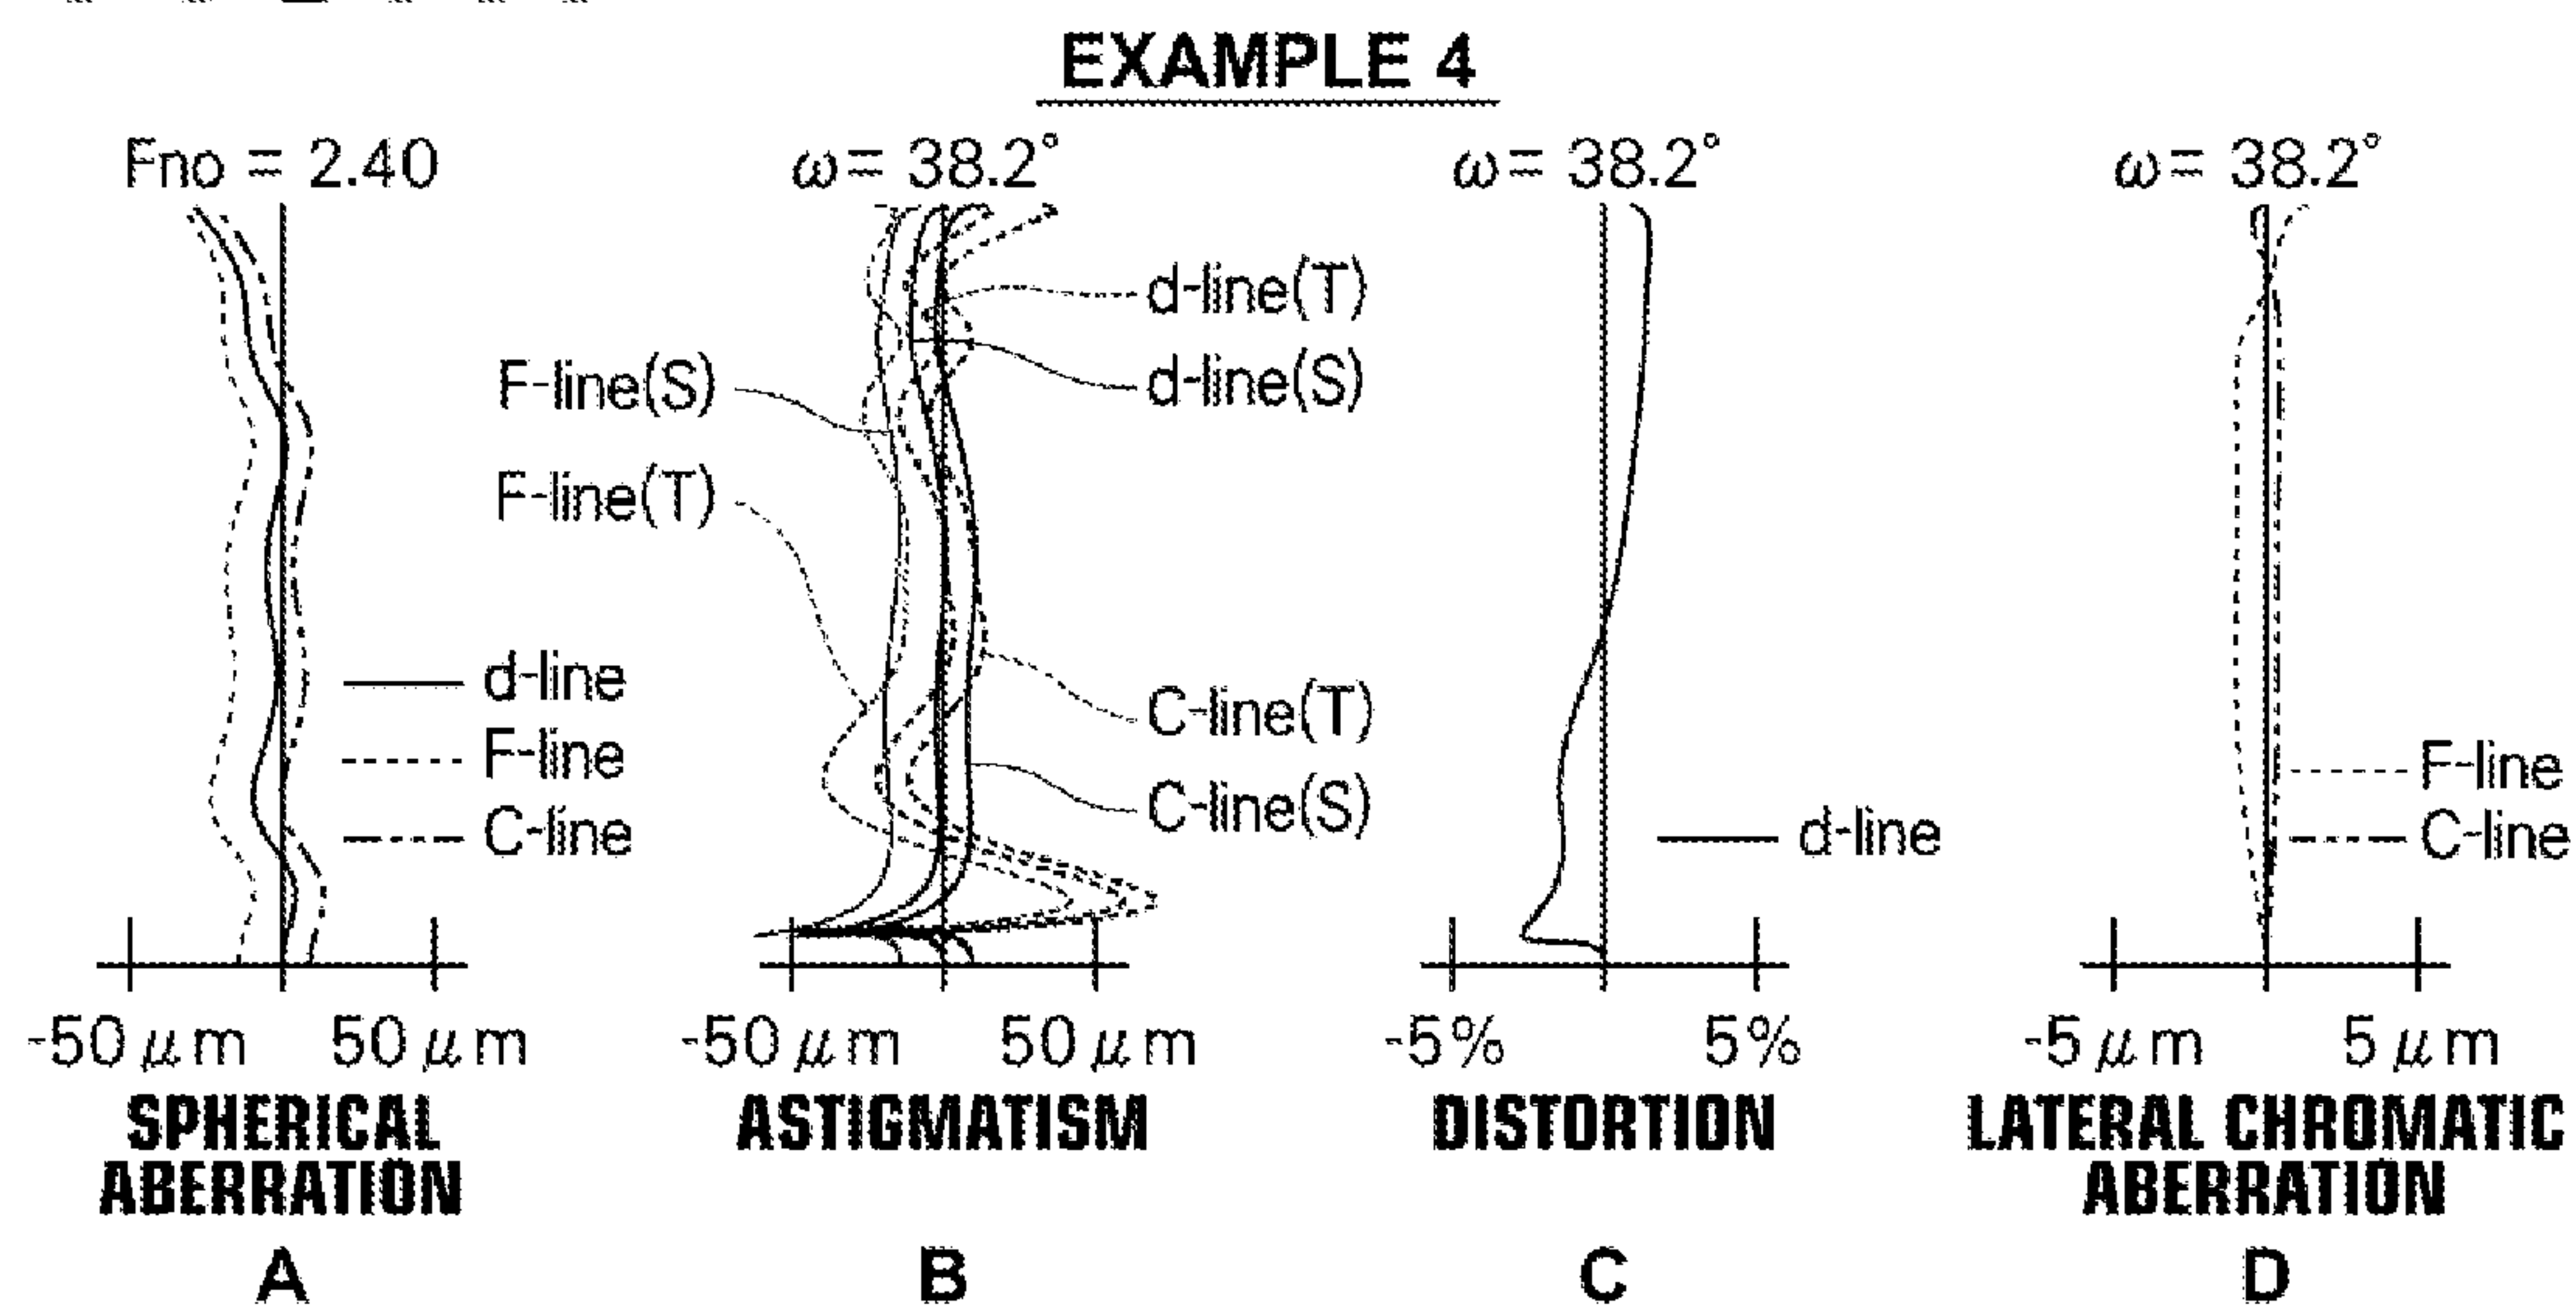 EXAMPLE 4
Fno = 2.40
ω = 38.2°
ω = 38.2°
ω = 38.2°
d-line
F-line
C-line
-50 μm
50 μm
SPHERICAL
ABERRATION
A
F-line(S)
F-line(T)
d-line(T)
d-line(S)
C-line(T)
C-line(S)
-50 μm
50 μm
ASTIGMATISM
B
d-line
-5%
5%
DISTORTION
C
F-line
C-line
-5 μm
5 μm
LATERAL CHROMATIC
ABERRATION
D